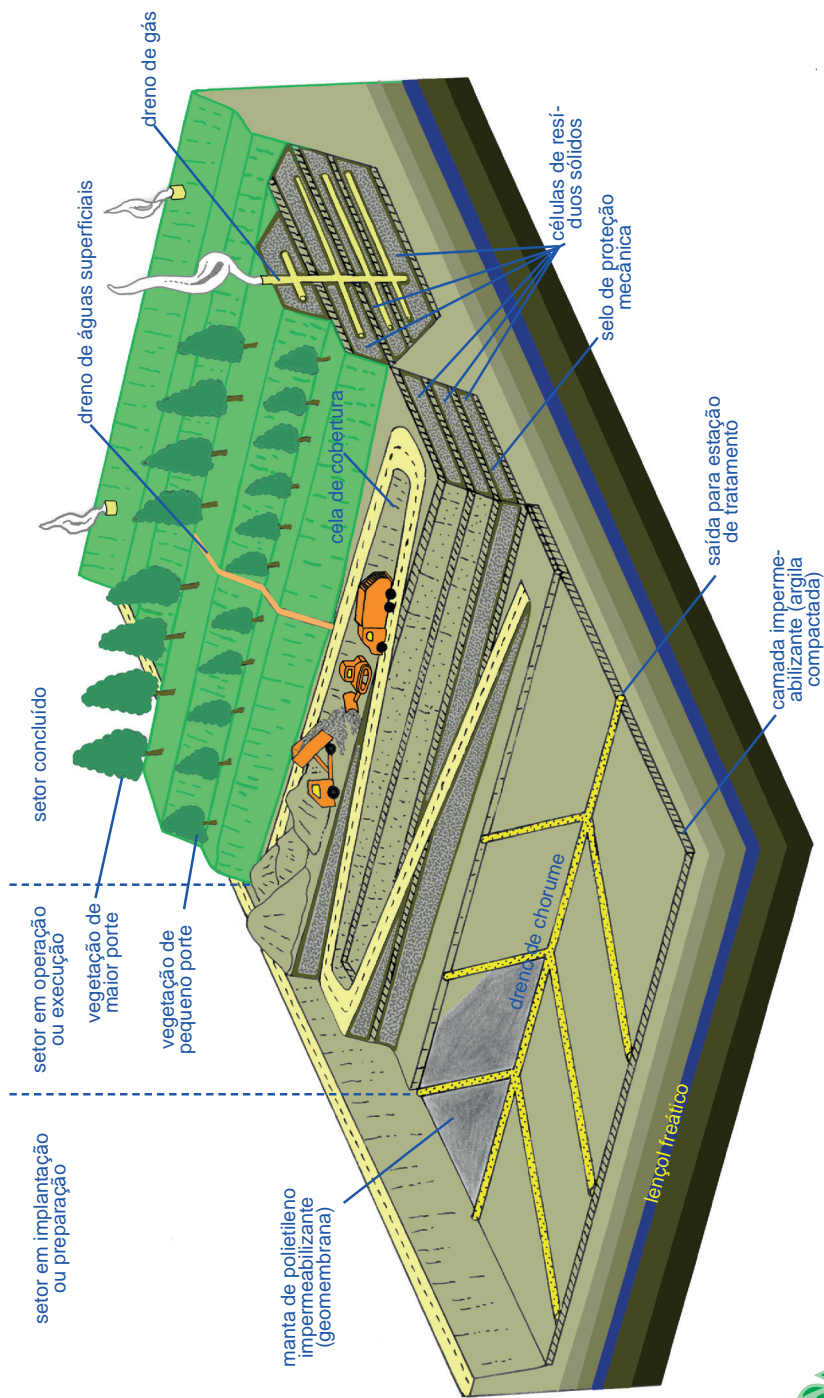 setor em implantação
ou preparação
setor em operação
ou execução
setor concluído
vegetação de
maior porte
vegetação de
pequeno porte
dreno de águas superficiais
dreno de gás
manta de polietileno
impermeabilizante
(geomembrana)
cela de cobertura
dreno de chorume
lençol freático
células de resí-
duos sólidos
selo de proteção
mecânica
saída para estação
de tratamento
camada imperme-
abilizante (argila
compactada)